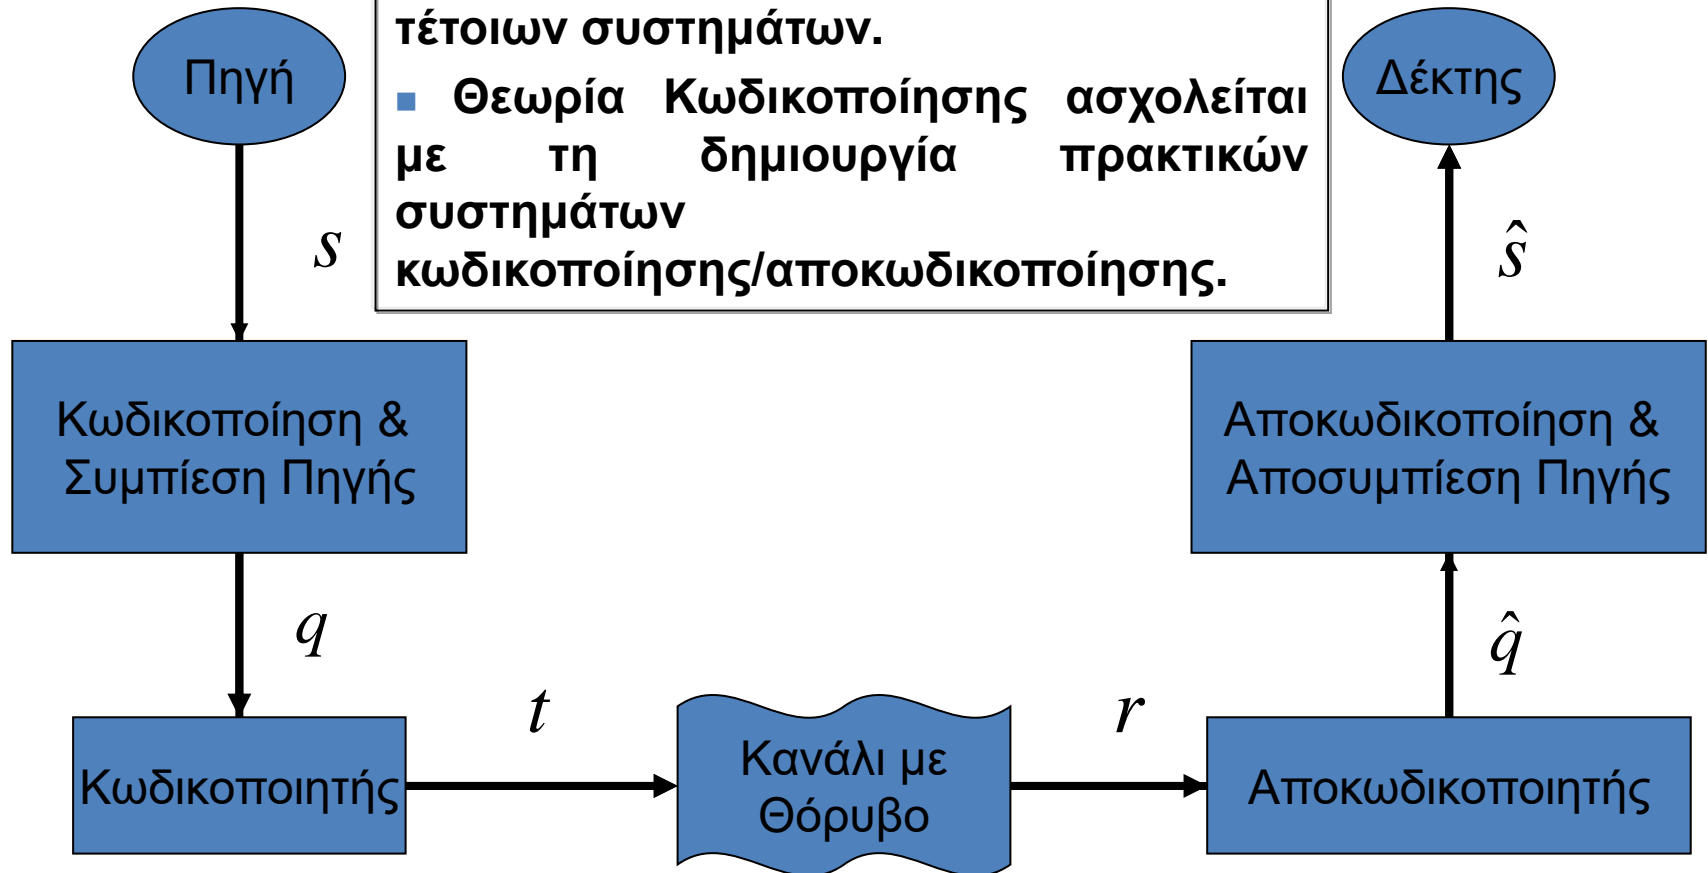 τέτοιων συστημάτων.
Πηγή
Δέκτης
▪ Θεωρία Κωδικοποίησης ασχολείται
με τη δημιουργία πρακτικών
συστημάτων
κωδικοποίησης/αποκωδικοποίησης.
s
ŝ
Κωδικοποίηση &
Συμπίεση Πηγής
Αποκωδικοποίηση &
Αποσυμπίεση Πηγής
q
q̂
t
r
Κωδικοποιητής
Κανάλι με
Θόρυβο
Αποκωδικοποιητής